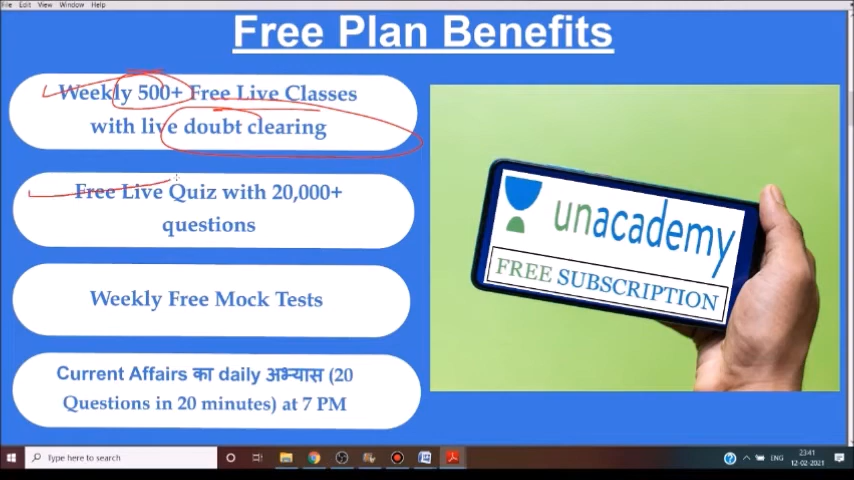 File Edit View Window Help
Free Plan Benefits
Weekly 500+ Free Live Classes
with live doubt clearing
Free Live Quiz with 20,000+
questions
Weekly Free Mock Tests
Current Affairs का daily अभ्यास (20
Questions in 20 minutes) at 7 PM
unacademy
FREE SUBSCRIPTION
Type here to search
ENG
23:41
12-02-2021